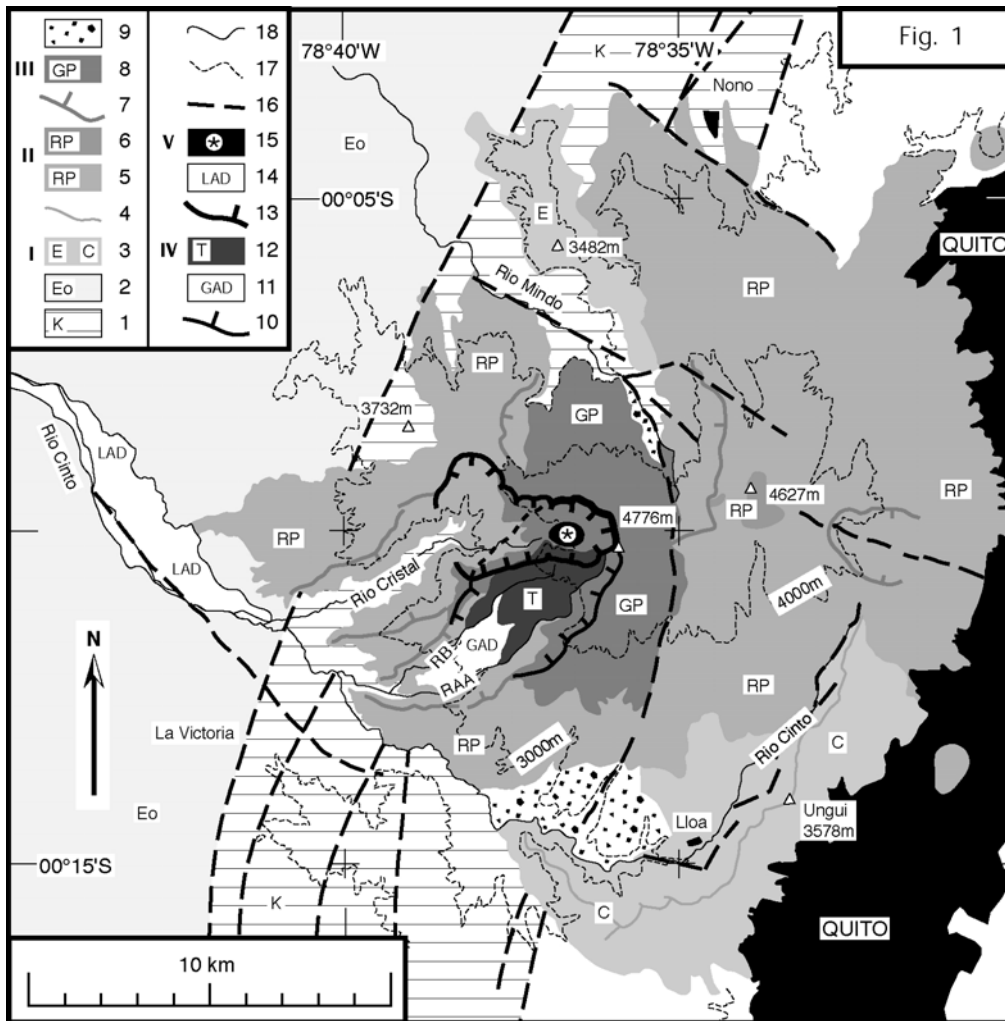 Fig. 1
9
III GP 8
7
II RP 6
RP 5
4
I E C 3
Eo 2
K 1
18
17
16
V 15
LAD 14
13
IV T 12
GAD 11
10
78°40'W
78°35'W
K
Nono
Eo
00°05'S
E
3482m
QUITO
Rio Mindo
RP
RP
GP
3732m
Rio Cinto
LAD
4627m
RP
RP
4776m
RP
LAD
Rio Cristal
4000m
T
GP
N
RB
GAD
RAA
RP
La Victoria
RP
3000m
Rio Cinto
C
Eo
Lloa
Ungui
3578m
00°15'S
K
C
QUITO
10 km